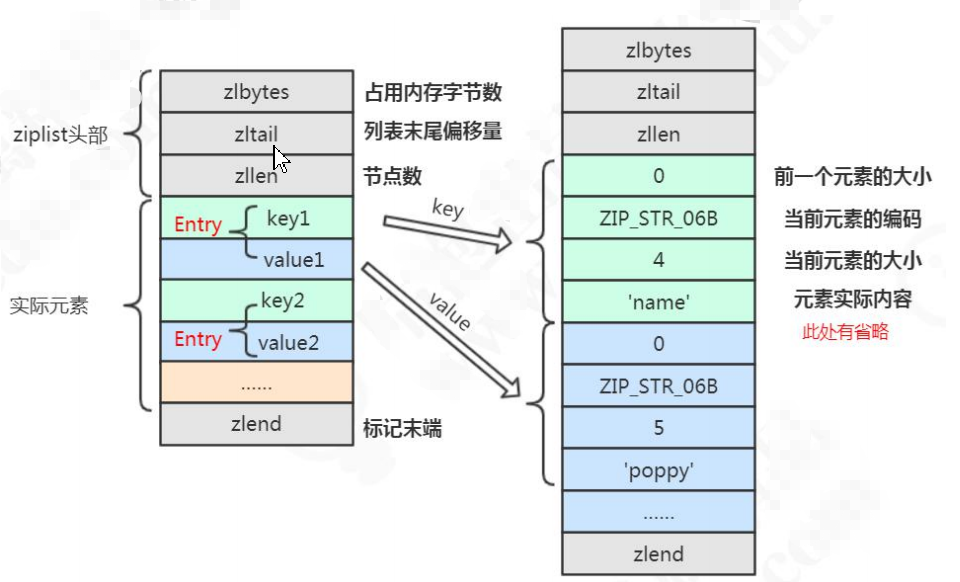 zlbytes
占用内存字节数
ziplist头部
zltail
列表末尾偏移量
zllen
节点数
Entry
key1
value1
实际元素
key2
Entry
value2
......
zlend
标记末端
key
value
zlbytes
zltail
zllen
0
前一个元素的大小
ZIP_STR_06B
当前元素的编码
4
当前元素的大小
'name'
元素实际内容
此处有省略
0
ZIP_STR_06B
5
'poppy'
......
zlend